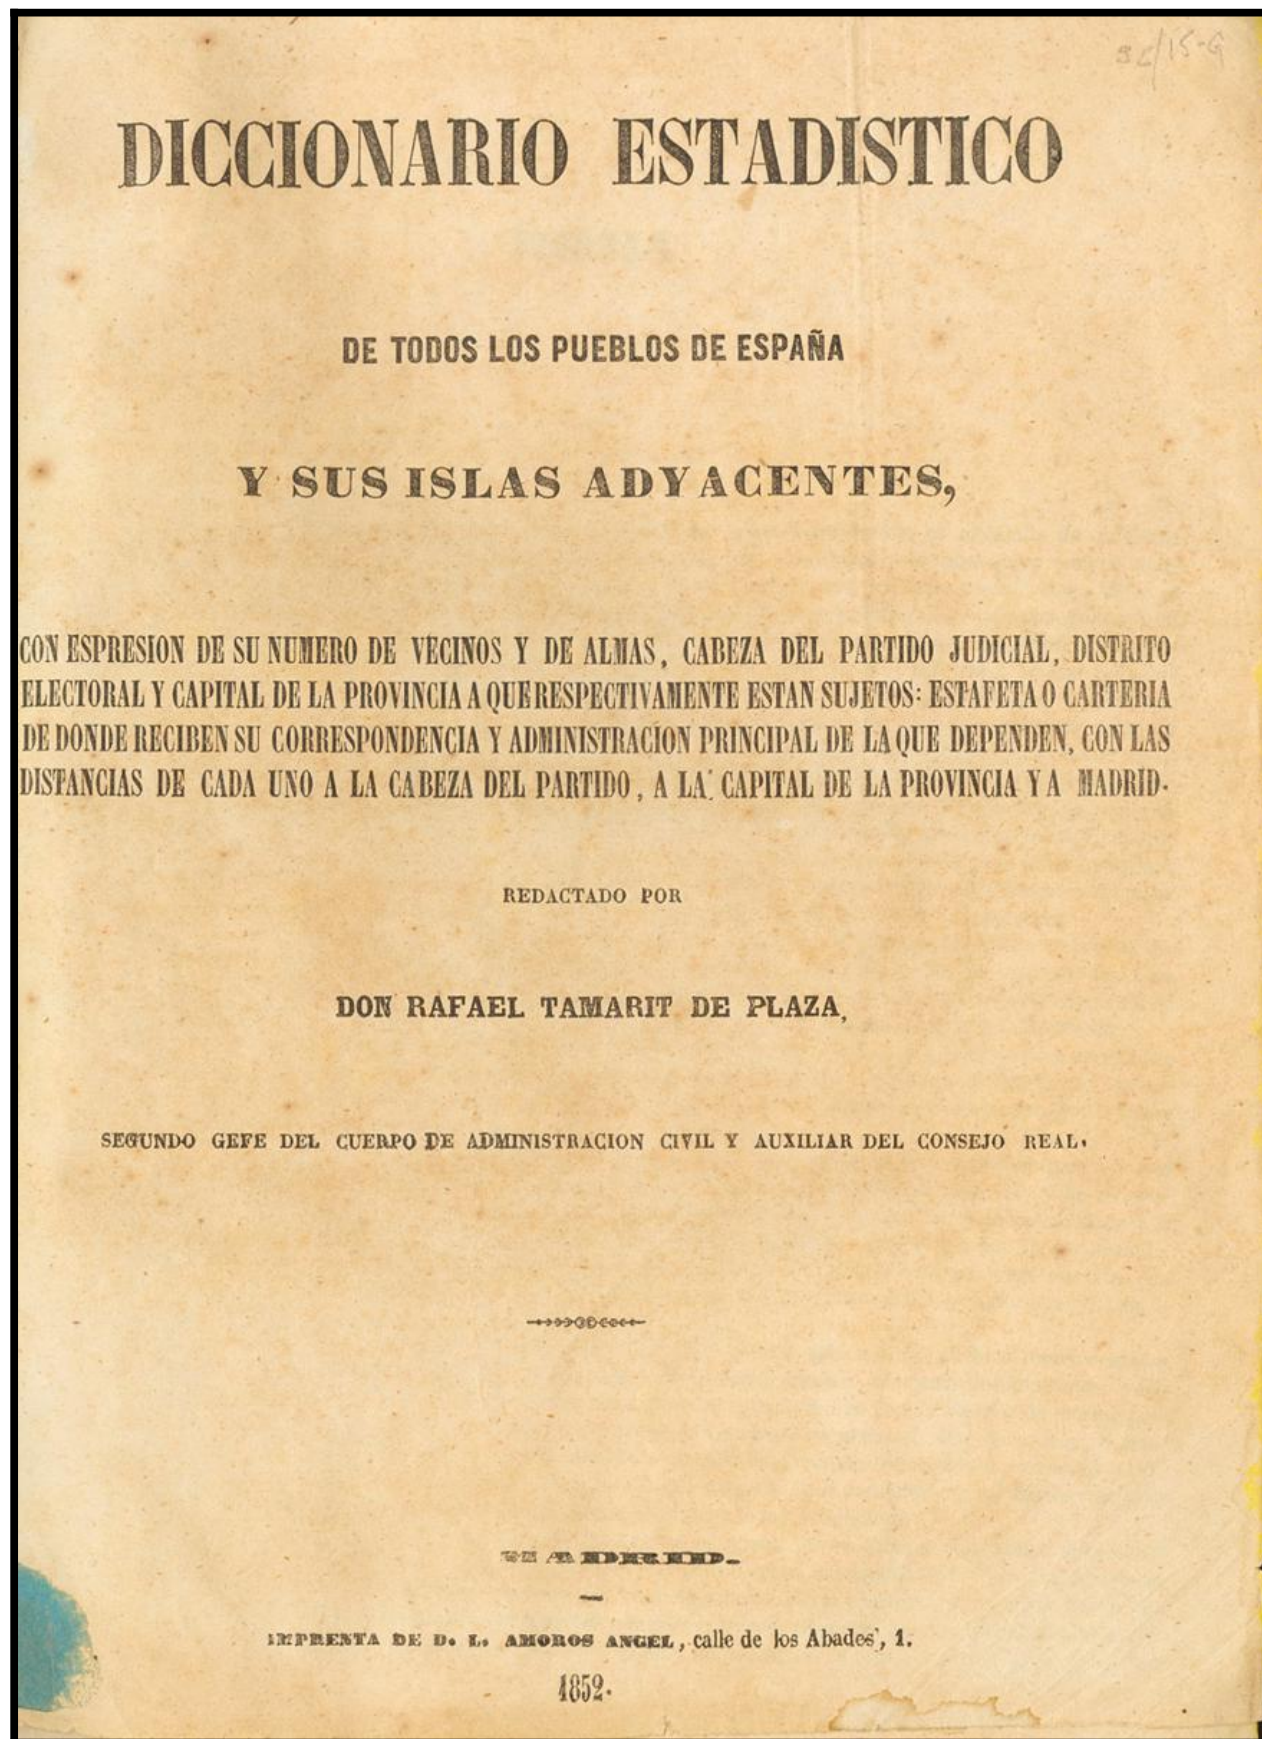 DICCIONARIO ESTADISTICO
DE TODOS LOS PUEBLOS DE ESPAÑA
Y SUS ISLAS ADYACENTES,
CON ESPRESION DE SU NUMERO DE VECINOS Y DE ALMAS, CABEZA DEL PARTIDO JUDICIAL, DISTRITO
ELECTORAL Y CAPITAL DE LA PROVINCIA A QUE RESPECTIVAMENTE ESTAN SUJETOS: ESTAFETA O CARTERIA
DE DONDE RECIBEN SU CORRESPONDENCIA Y ADMINISTRACION PRINCIPAL DE LA QUE DEPENDEN, CON LAS
DISTANCIAS DE CADA UNO A LA CABEZA DEL PARTIDO, A LA CAPITAL DE LA PROVINCIA Y A MADRID.
REDACTADO POR
DON RAFAEL TAMARIT DE PLAZA,
SEGUNDO GEFE DEL CUERPO DE ADMINISTRACION CIVIL Y AUXILIAR DEL CONSEJO REAL.
MADRID.
IMPRENTA DE D. L. AMOROS ANGEL, calle de los Abades, 1.
1852.